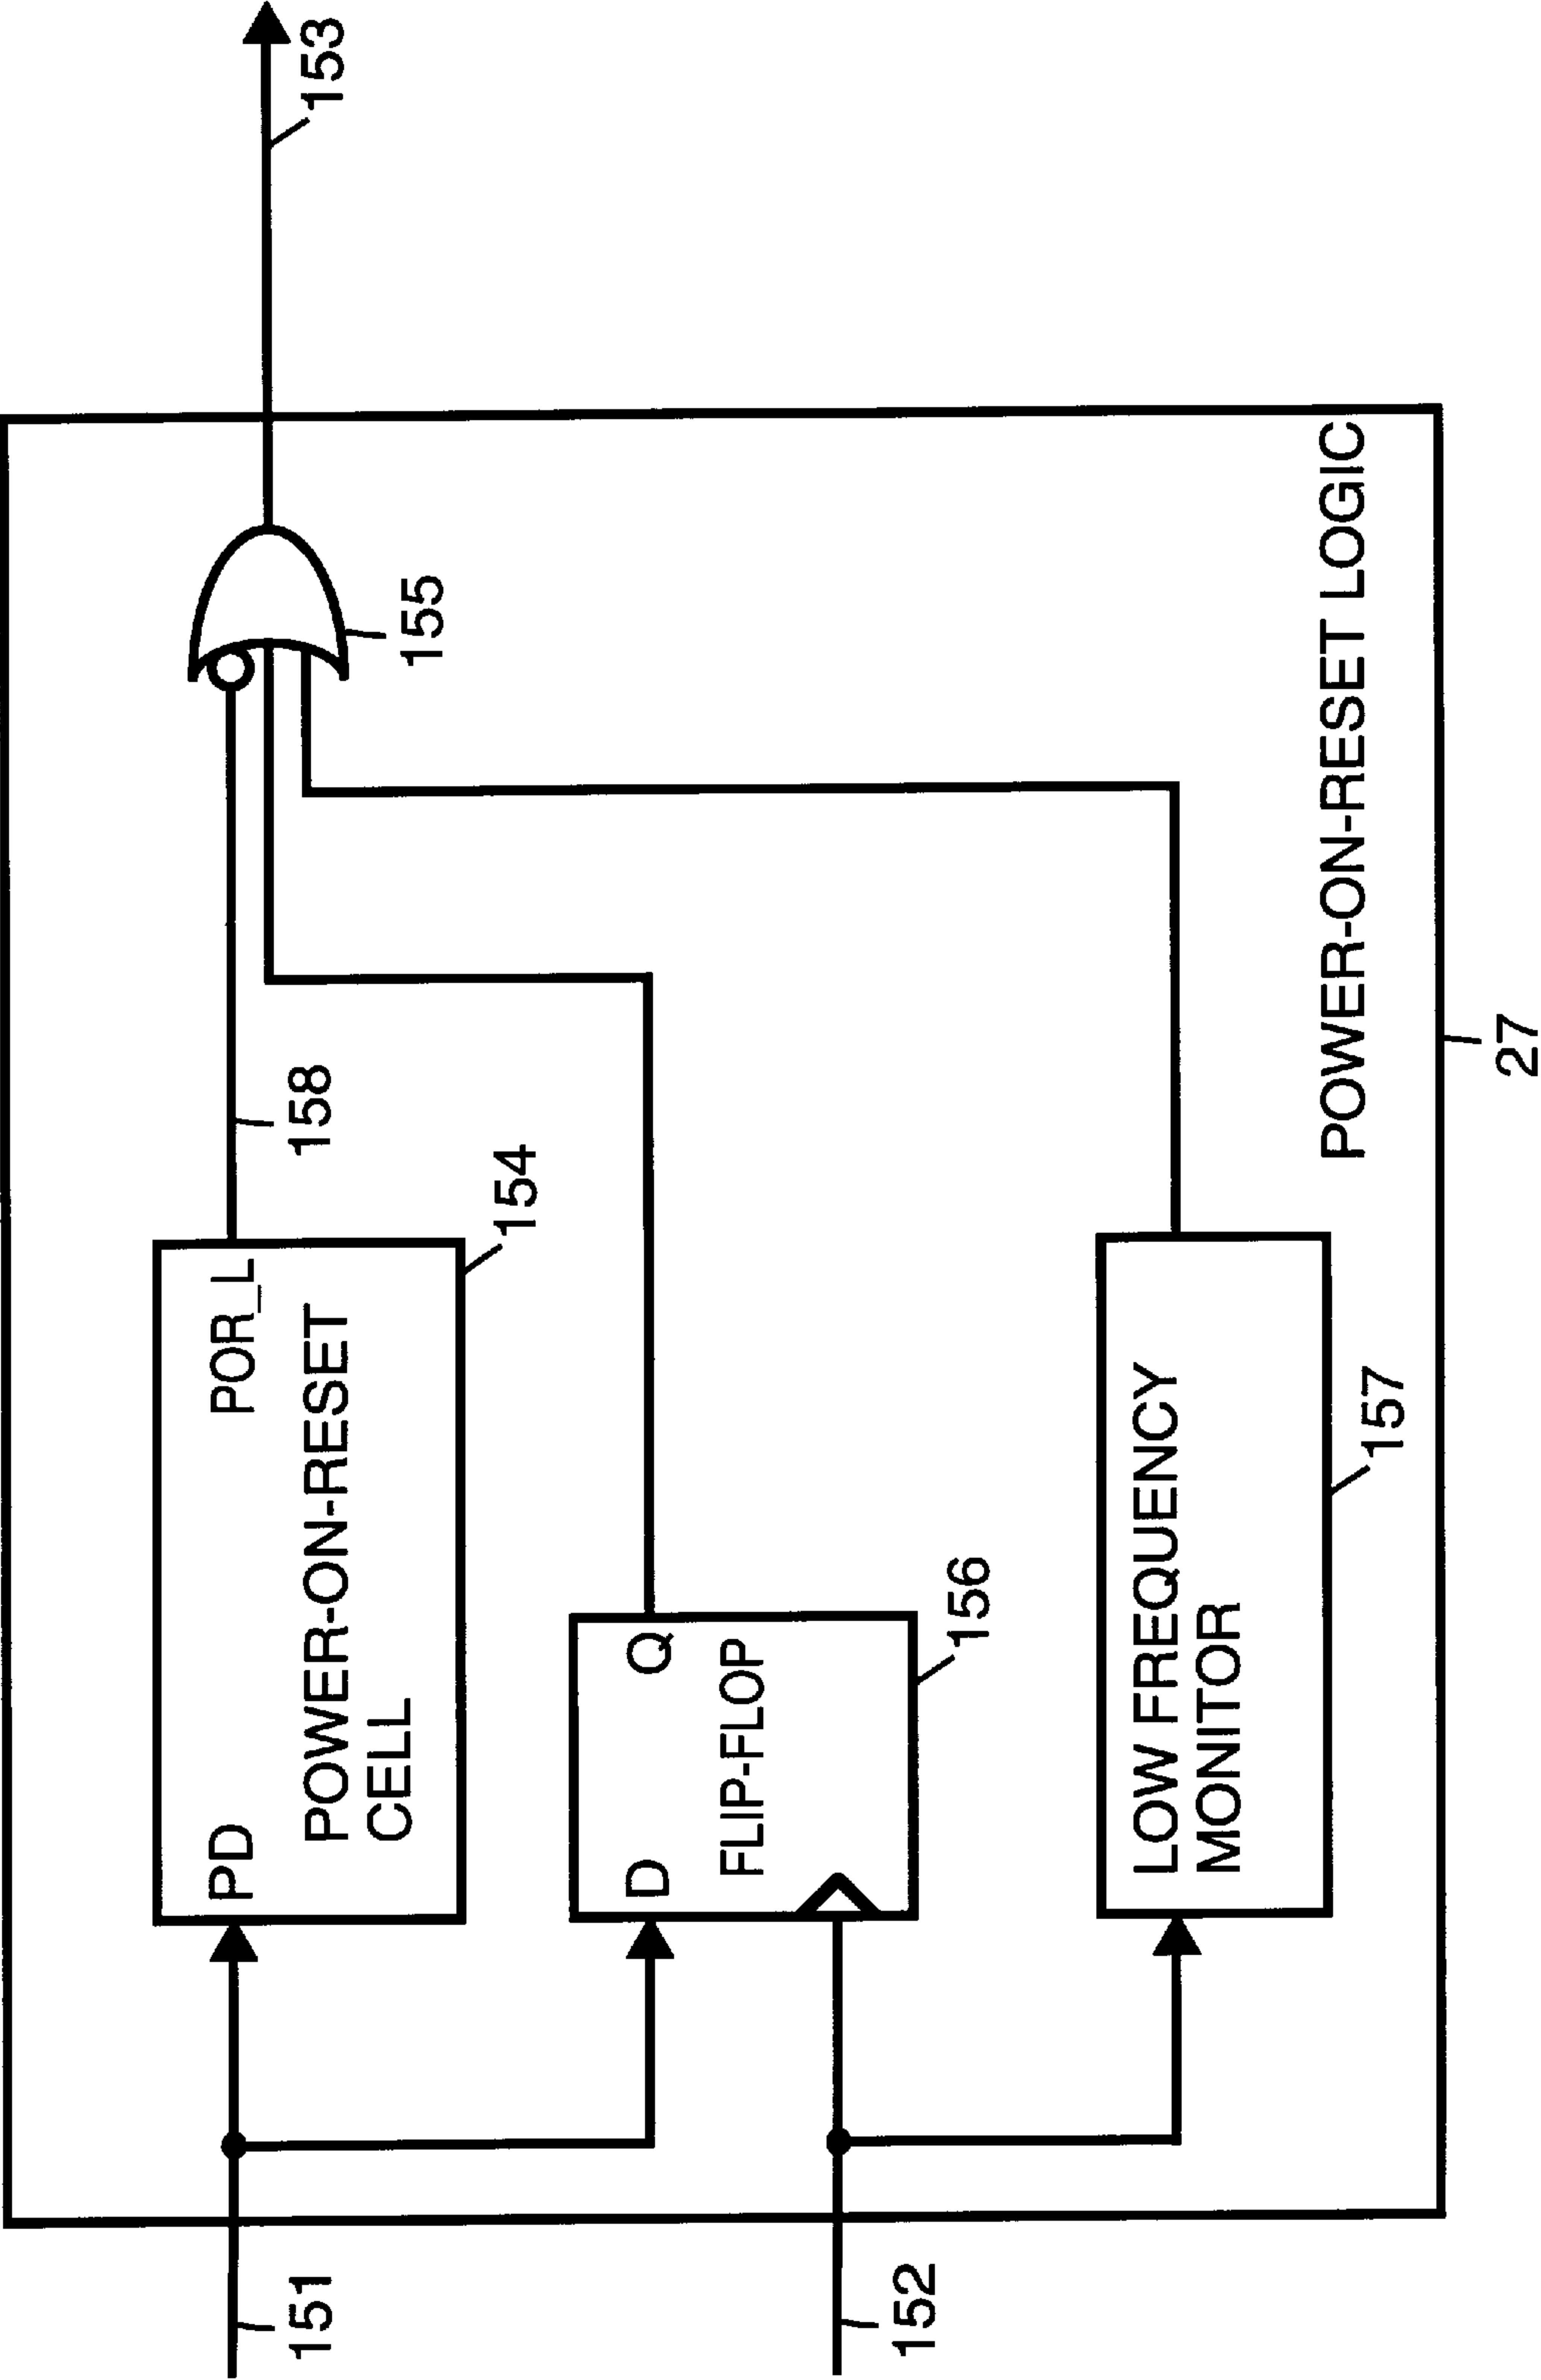 153
155
158
POR_L
154
PD
POWER-ON-RESET
CELL
D
Q
FLIP-FLOP
156
LOW FREQUENCY
MONITOR
157
151
152
POWER-ON-RESET LOGIC
27